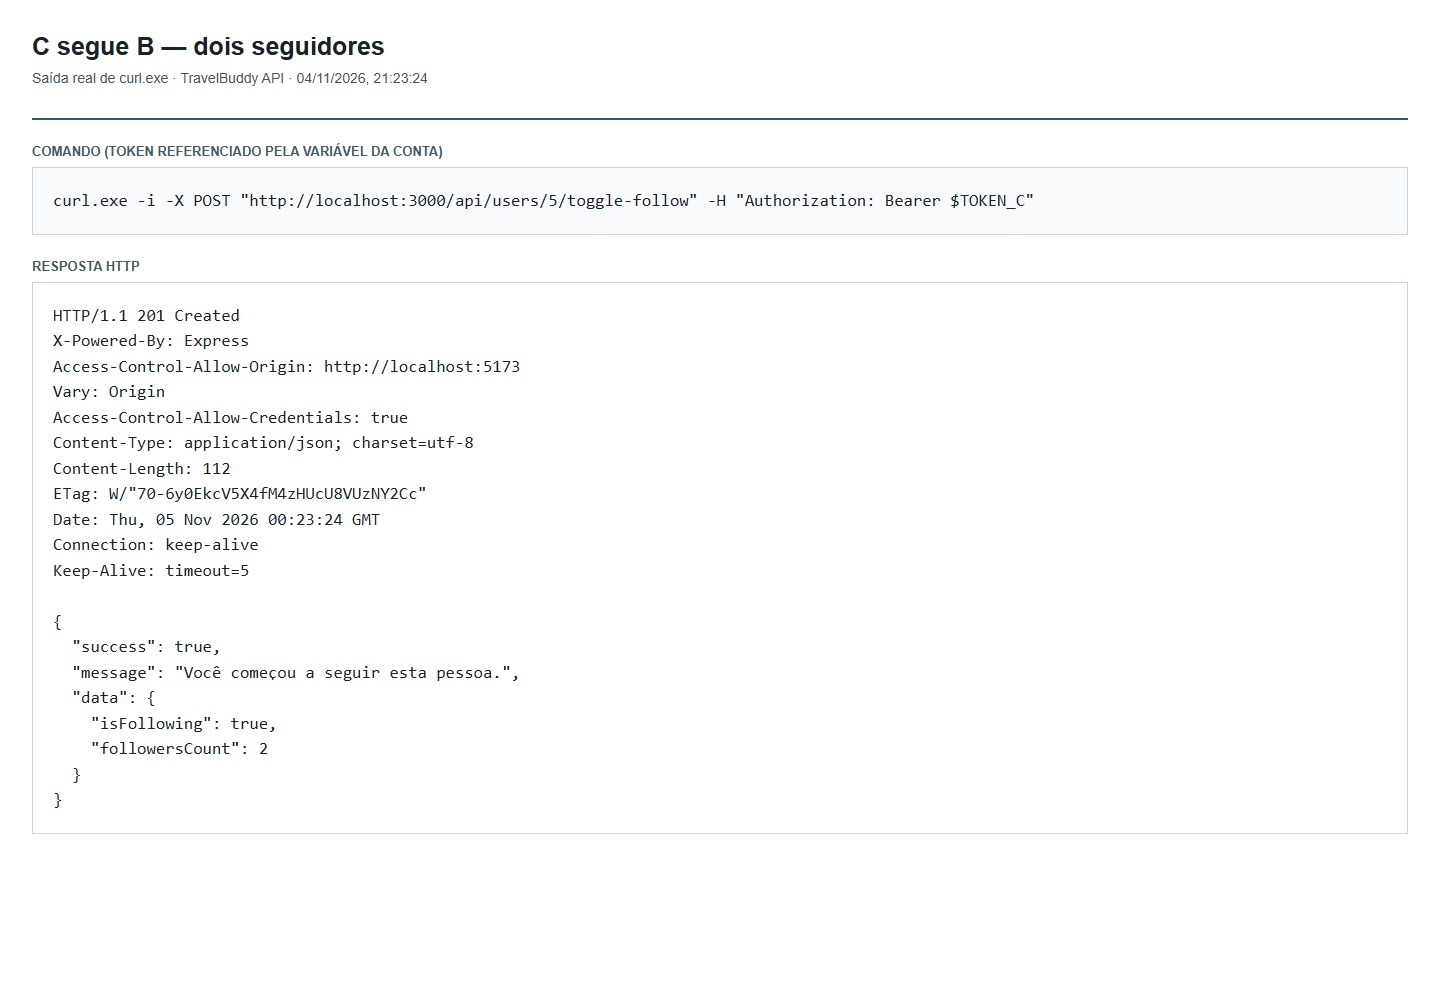 C segue B — dois seguidores
Saída real de curl.exe · TravelBuddy API · 04/11/2026, 21:23:24
COMANDO (TOKEN REFERENCIADO PELA VARIÁVEL DA CONTA)
curl.exe -i -X POST "http://localhost:3000/api/users/5/toggle-follow" -H "Authorization: Bearer $TOKEN_C"
RESPOSTA HTTP
HTTP/1.1 201 Created
X-Powered-By: Express
Access-Control-Allow-Origin: http://localhost:5173
Vary: Origin
Access-Control-Allow-Credentials: true
Content-Type: application/json; charset=utf-8
Content-Length: 112
ETag: W/"70-6y0EkcV5X4fM4zHUcU8VUzNY2Cc"
Date: Thu, 05 Nov 2026 00:23:24 GMT
Connection: keep-alive
Keep-Alive: timeout=5
{
  "success": true,
  "message": "Você começou a seguir esta pessoa.",
  "data": {
    "isFollowing": true,
    "followersCount": 2
  }
}